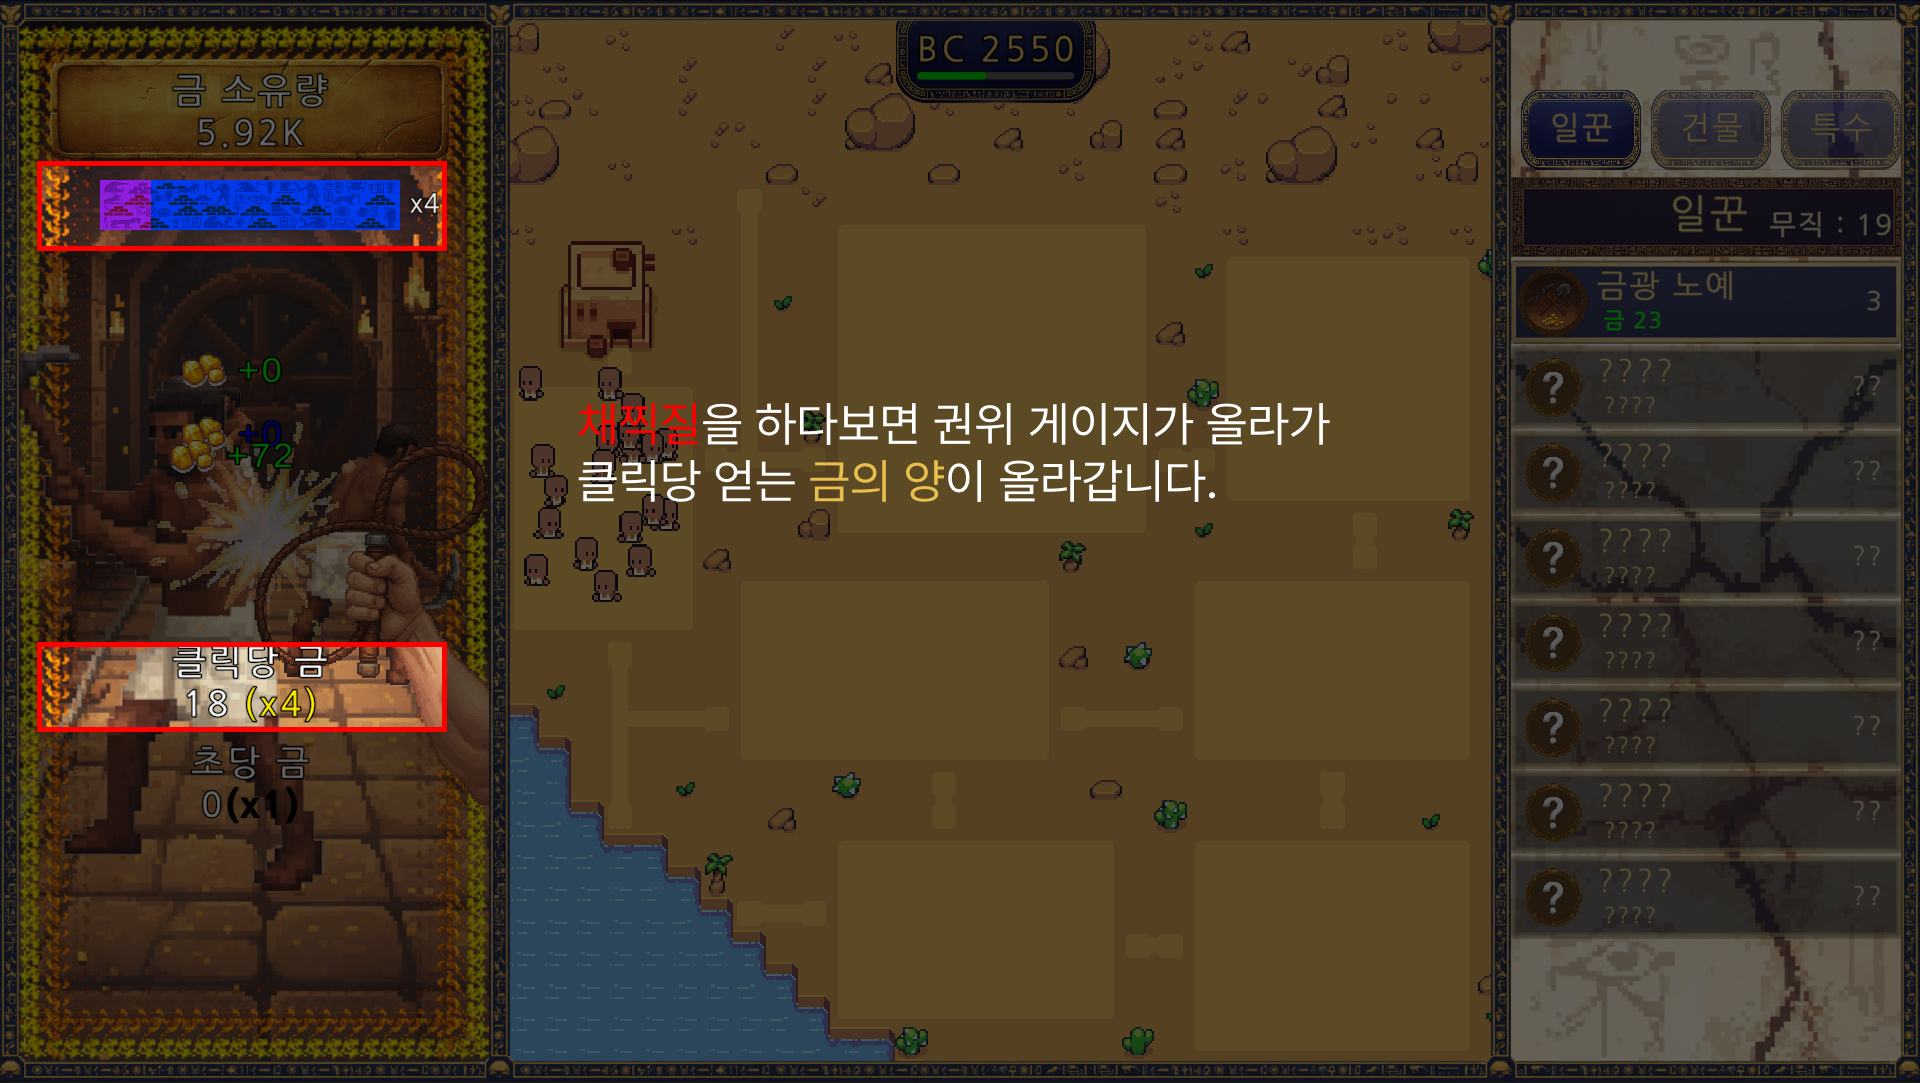 금 소유량
5.92K
x4
+0
+0
+72
클릭당 금
18 (x4)
초당 금
0(x1)
BC 2550
채찍질을 하다보면 권위 게이지가 올라가
클릭당 얻는 금의 양이 올라갑니다.
일꾼
건물
특수
일꾼 무직 : 19
금광 노예
금 23
3
? ???? ??
????
? ???? ??
????
? ???? ??
????
? ???? ??
????
? ???? ??
????
? ???? ??
????
? ???? ??
????